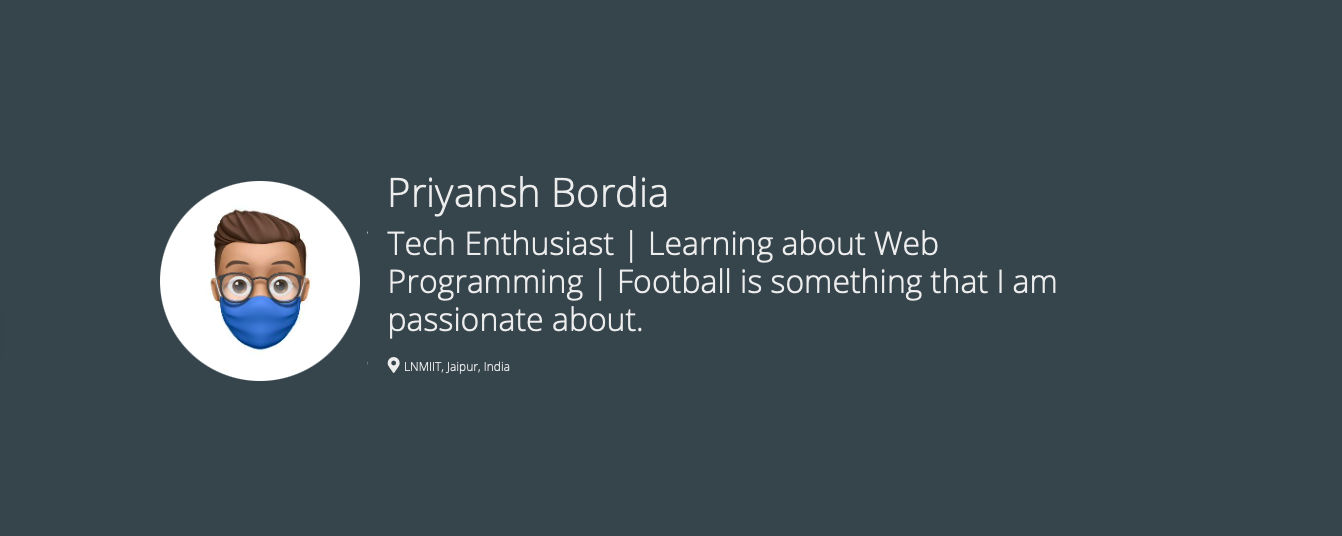 Priyansh Bordia
Tech Enthusiast | Learning about Web
Programming | Football is something that I am
passionate about.
LNMIIT, Jaipur, India